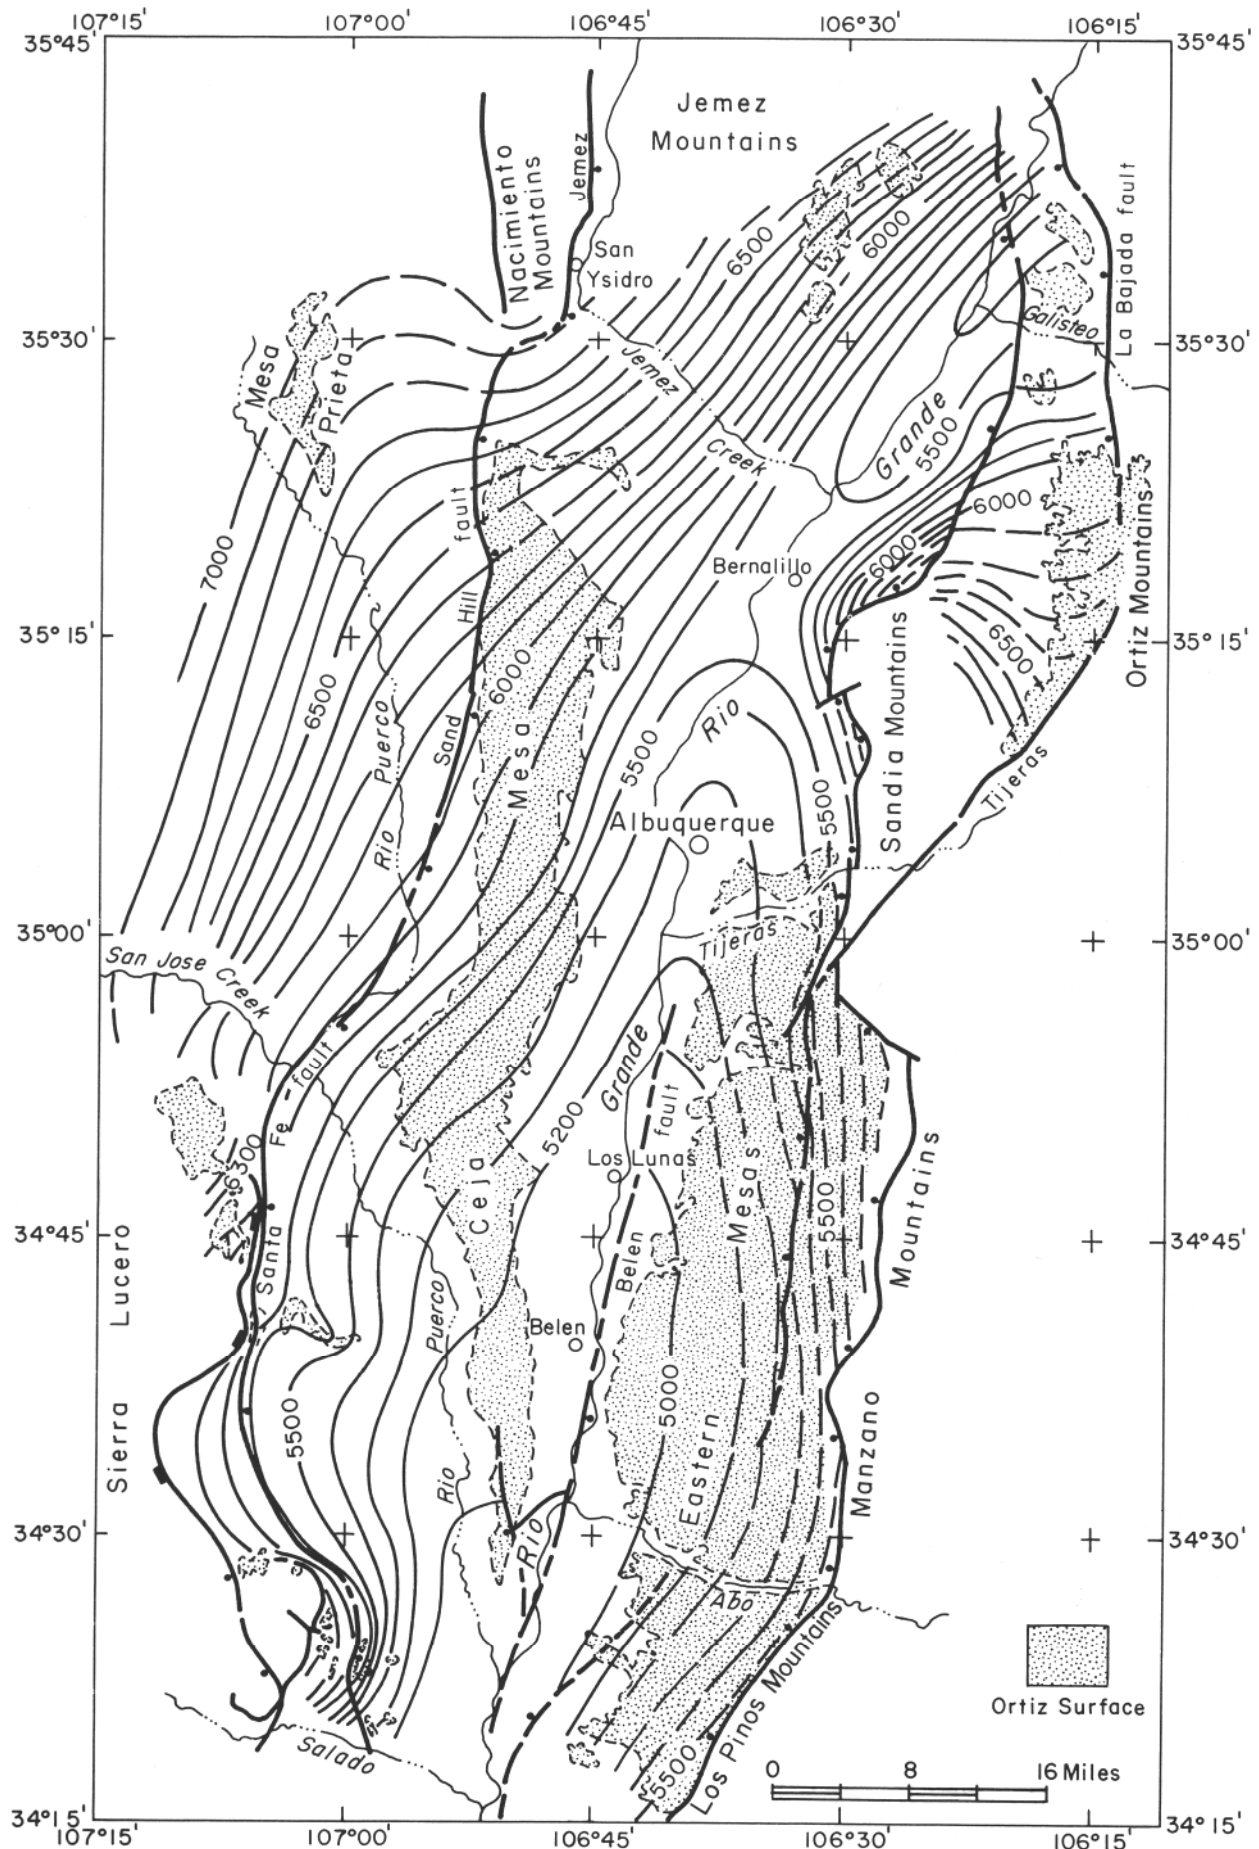 107°15'
107°00'
106°45'
106°30'
106°15'
35°45'
35°45'
Jemez
Mountains
Nacimiento
Mountains
Jemez
San
Ysidro
6500
6000
La Bajada fault
Galisteo
35°30'
35°30'
Mesa
Prieta
Jemez
Creek
Grande
5500
fault
Hill
Sand
7000
6000
6000
Ortiz Mountains
Bernalillo
35°15'
35°15'
6500
6000
6500
Sandia Mountains
Rio
Puerco
Rio
Mesa
5500
5500
Albuquerque
Tijeras
35°00'
35°00'
San Jose Creek
Tijeras
Grande
fault
Fe
fault
5200
Los Lunas
Mesas
6300
Ceja
5500
Mountains
34°45'
34°45'
Santa
Belen
Lucero
Puerco
Belen
5000
Sierra
5500
Eastern
Manzano
Rio
Rio
34°30'
34°30'
Abo
Los Pinos Mountains
Ortiz Surface
Salado
5500
0 8 16 Miles
34°15'
34°15'
107°15'
107°00'
106°45'
106°30'
106°15'